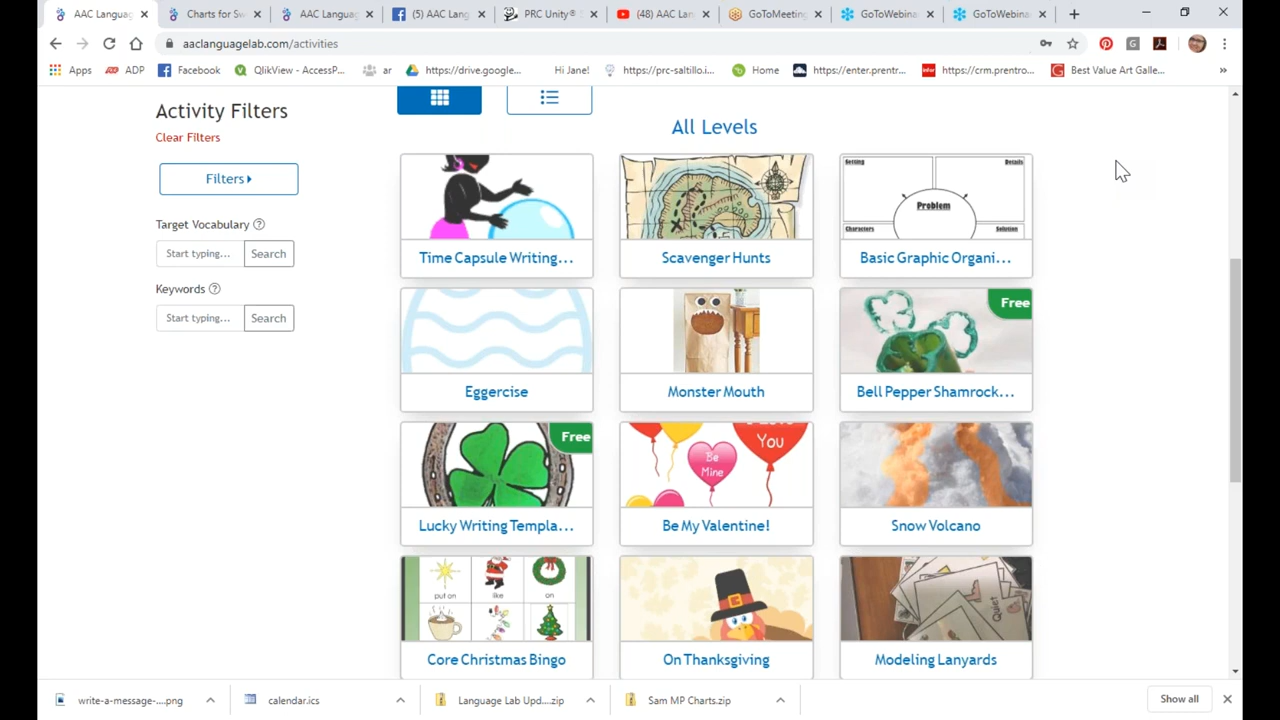 AAC Langua
Charts for Sw
AAC Langua
(5) AAC Lang
PRC Unity®
(48) AAC Lan
GoToMeeting
GoToWebina
GoToWebina
aaclanguagelab.com/activities
Apps
ADP
Facebook
QlikView - AccessP...
ar
https://drive.google...
Hi Jane!
https://prc-saltillo.i...
Home
https://enter.prentr...
https://crm.prentro...
Best Value Art Galle...
Activity Filters
Clear Filters
Filters
Target Vocabulary
Start typing... Search
Keywords
Start typing... Search
All Levels
Time Capsule Writing...
Setting
Details
Problem
Characters
Solution
Scavenger Hunts
Basic Graphic Organi...
Eggercise
Monster Mouth
Free
Bell Pepper Shamrock...
Free
Lucky Writing Templa...
Be Mine
You
Be My Valentine!
Snow Volcano
put on
like
on
Core Christmas Bingo
On Thanksgiving
Quiet
Modeling Lanyards
write-a-message-....png
calendar.ics
Language Lab Upd....zip
Sam MP Charts.zip
Show all